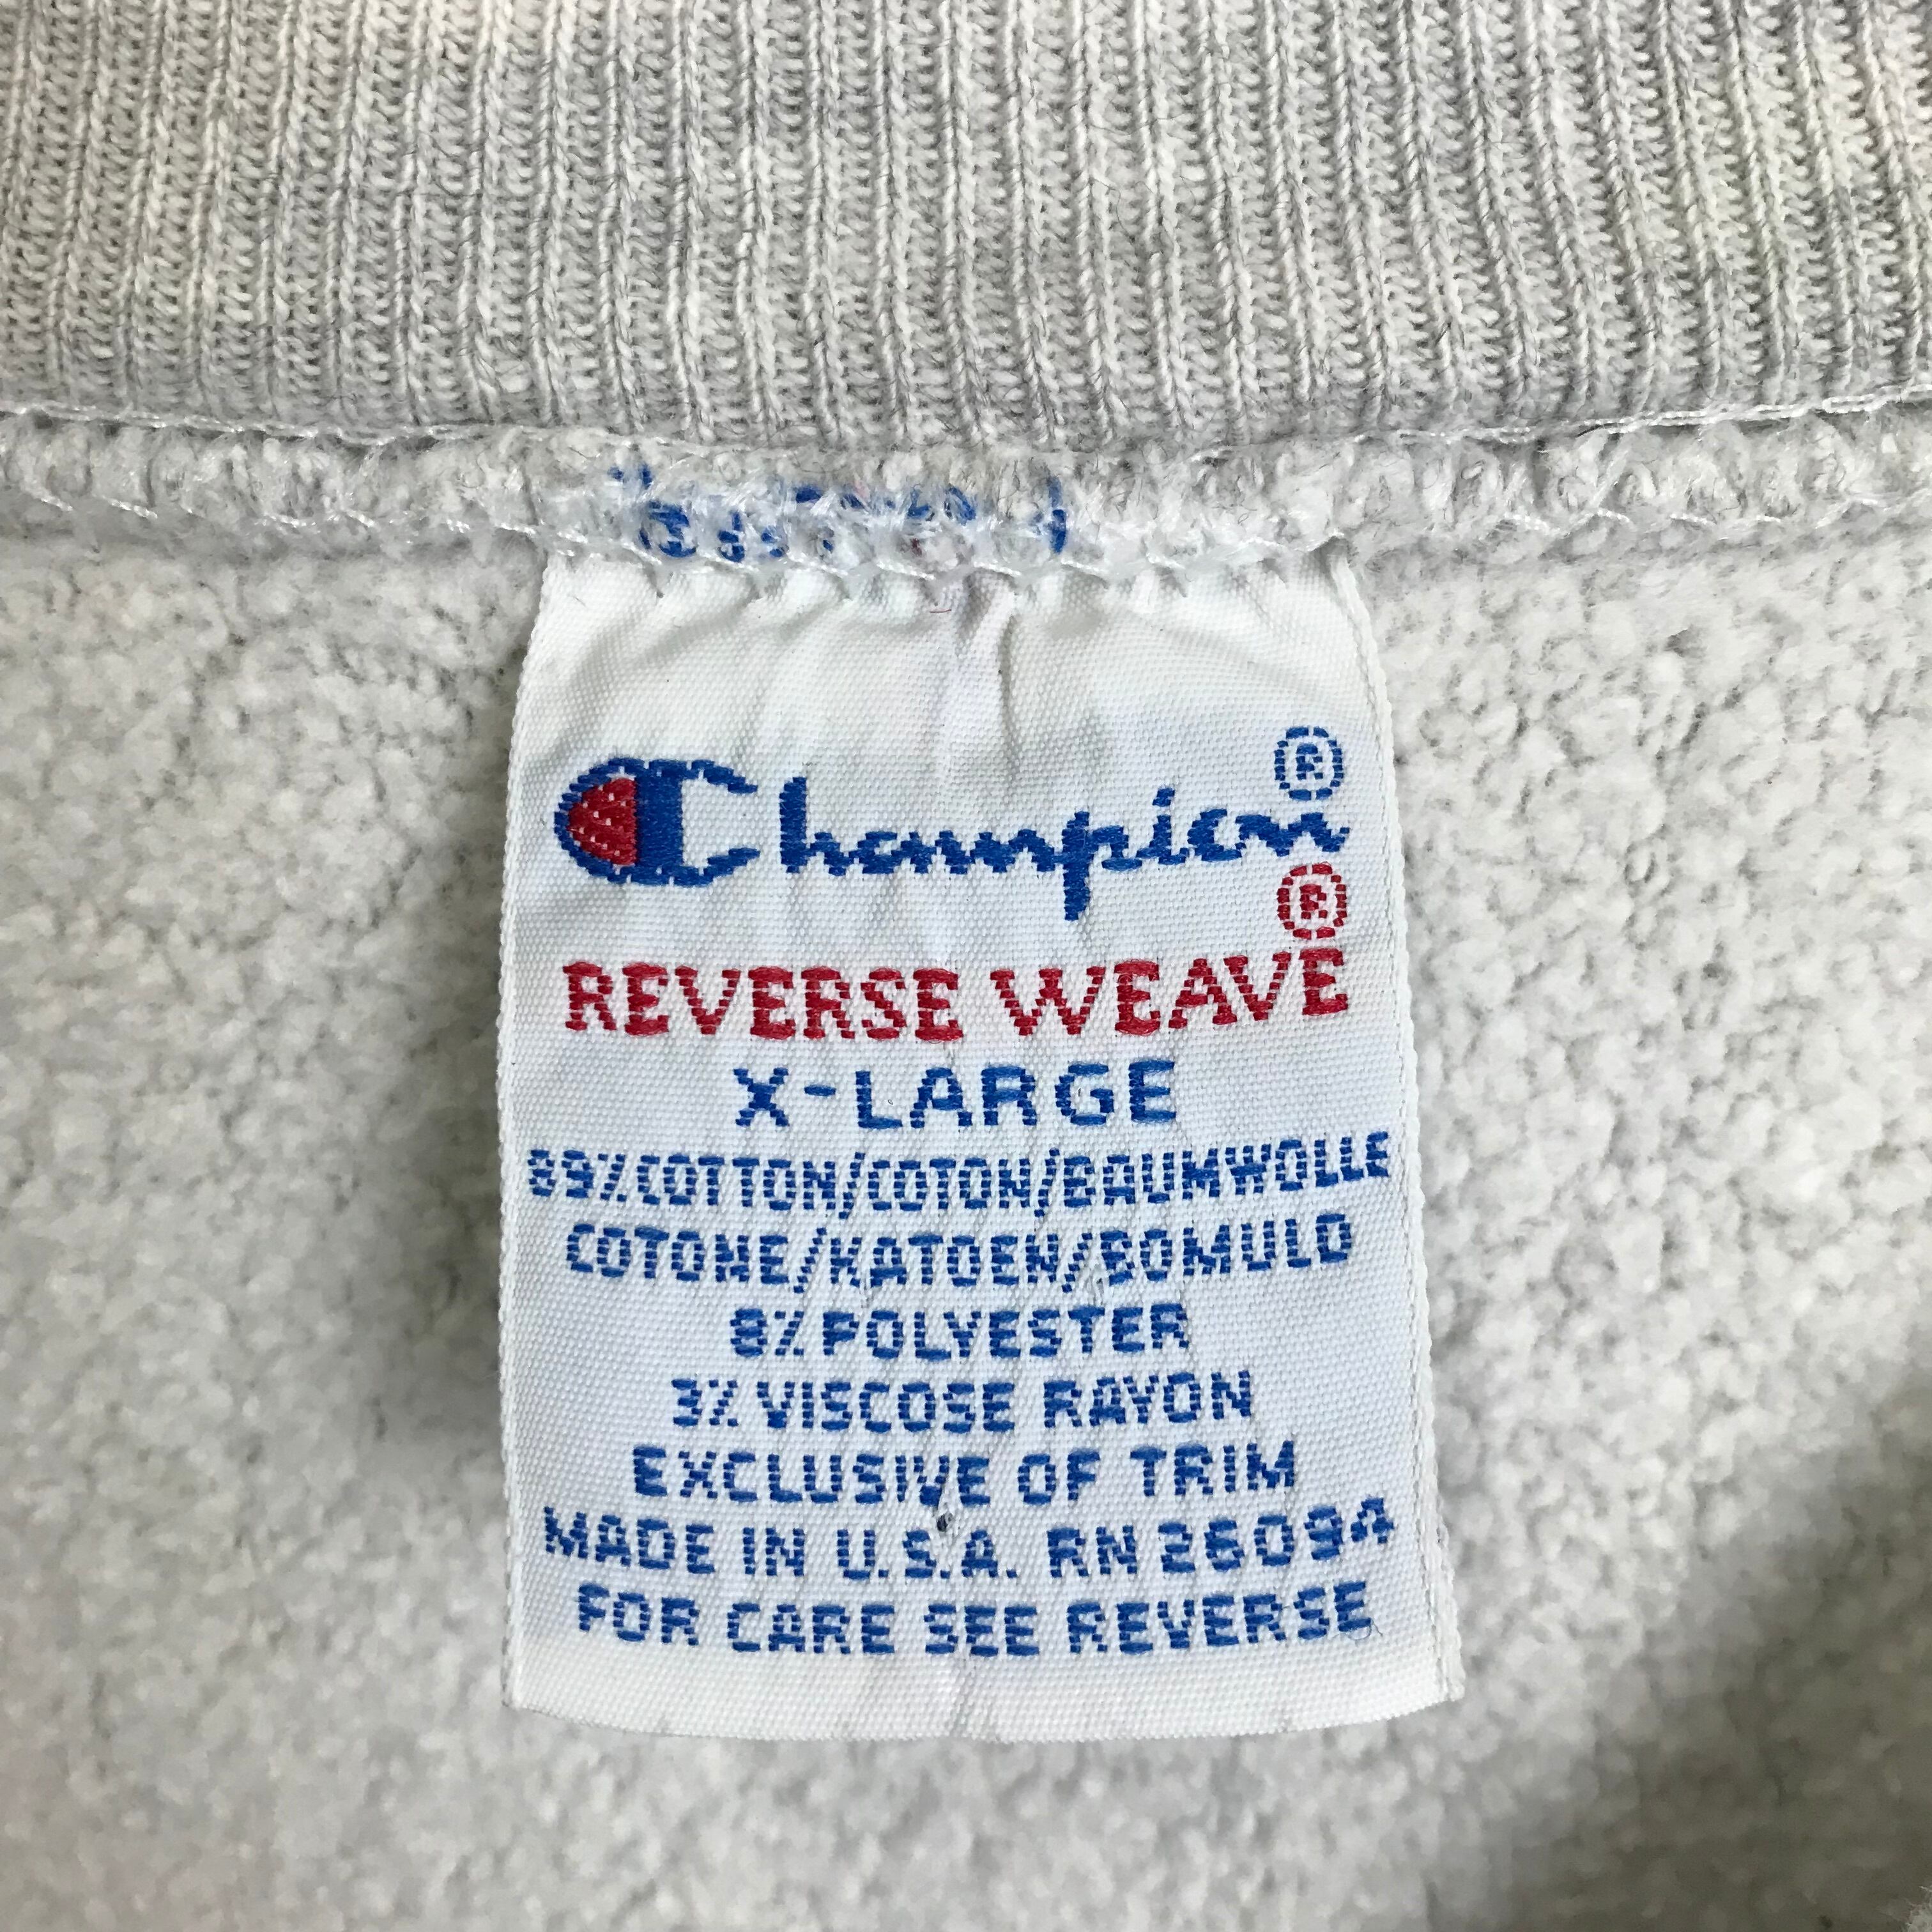 Champion®
REVERSE WEAVE®
X-LARGE
89% COTTON/COTON/BAUMWOLLE
COTONE/KATOEN/BOMULD
8% POLYESTER
3% VISCOSE RAYON
EXCLUSIVE OF TRIM
MADE IN U.S.A. RN 26094
FOR CARE SEE REVERSE